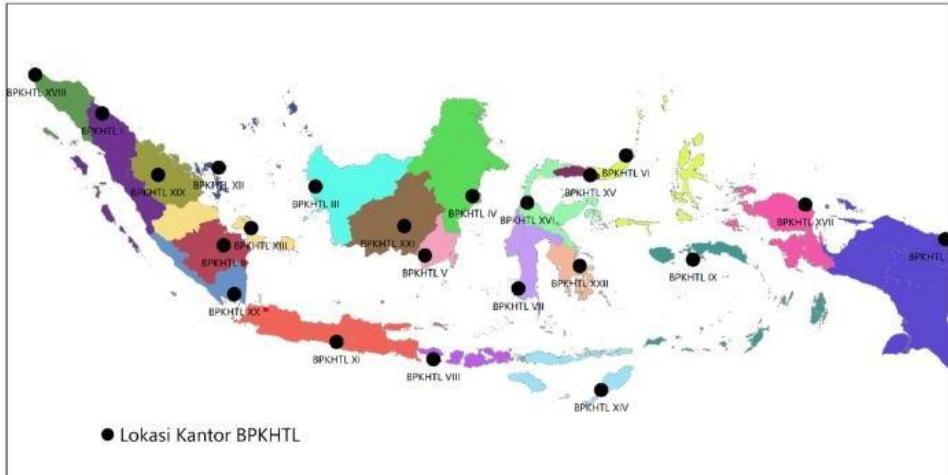 BPKHTL XVIII
BPKHTL I
BPKHTL XIX
BPKHTL XII
BPKHTL III
BPKHTL XIII
BPKHTL II
BPKHTL XX
BPKHTL XXI
BPKHTL IV
BPKHTL V
BPKHTL VI
BPKHTL XV
BPKHTL XVI
BPKHTL XXII
BPKHTL VII
BPKHTL IX
BPKHTL XVII
BPKHTL
BPKHTL XI
BPKHTL VIII
BPKHTL XIV
Lokasi Kantor BPKHTL